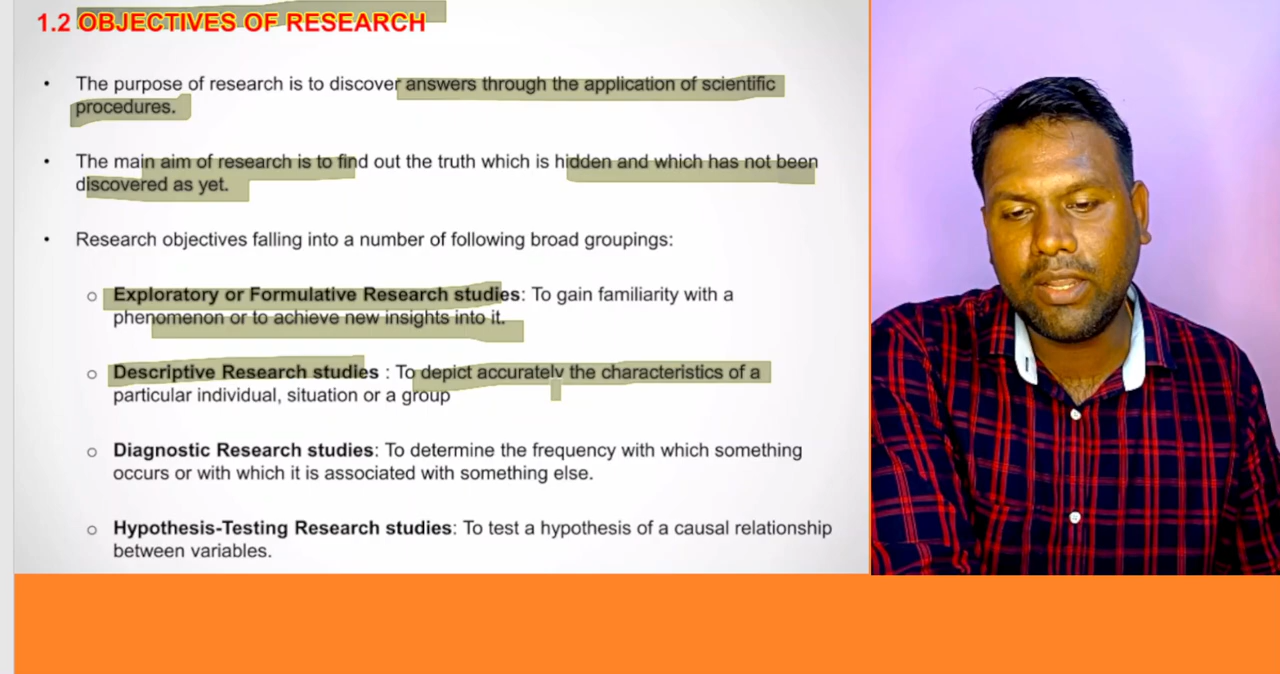 1.2 OBJECTIVES OF RESEARCH
• The purpose of research is to discover answers through the application of scientific
procedures.
• The main aim of research is to find out the truth which is hidden and which has not been
discovered as yet.
• Research objectives falling into a number of following broad groupings:
o Exploratory or Formulative Research studies: To gain familiarity with a
phenomenon or to achieve new insights into it.
o Descriptive Research studies : To depict accurately the characteristics of a
particular individual, situation or a group
o Diagnostic Research studies: To determine the frequency with which something
occurs or with which it is associated with something else.
o Hypothesis-Testing Research studies: To test a hypothesis of a causal relationship
between variables.